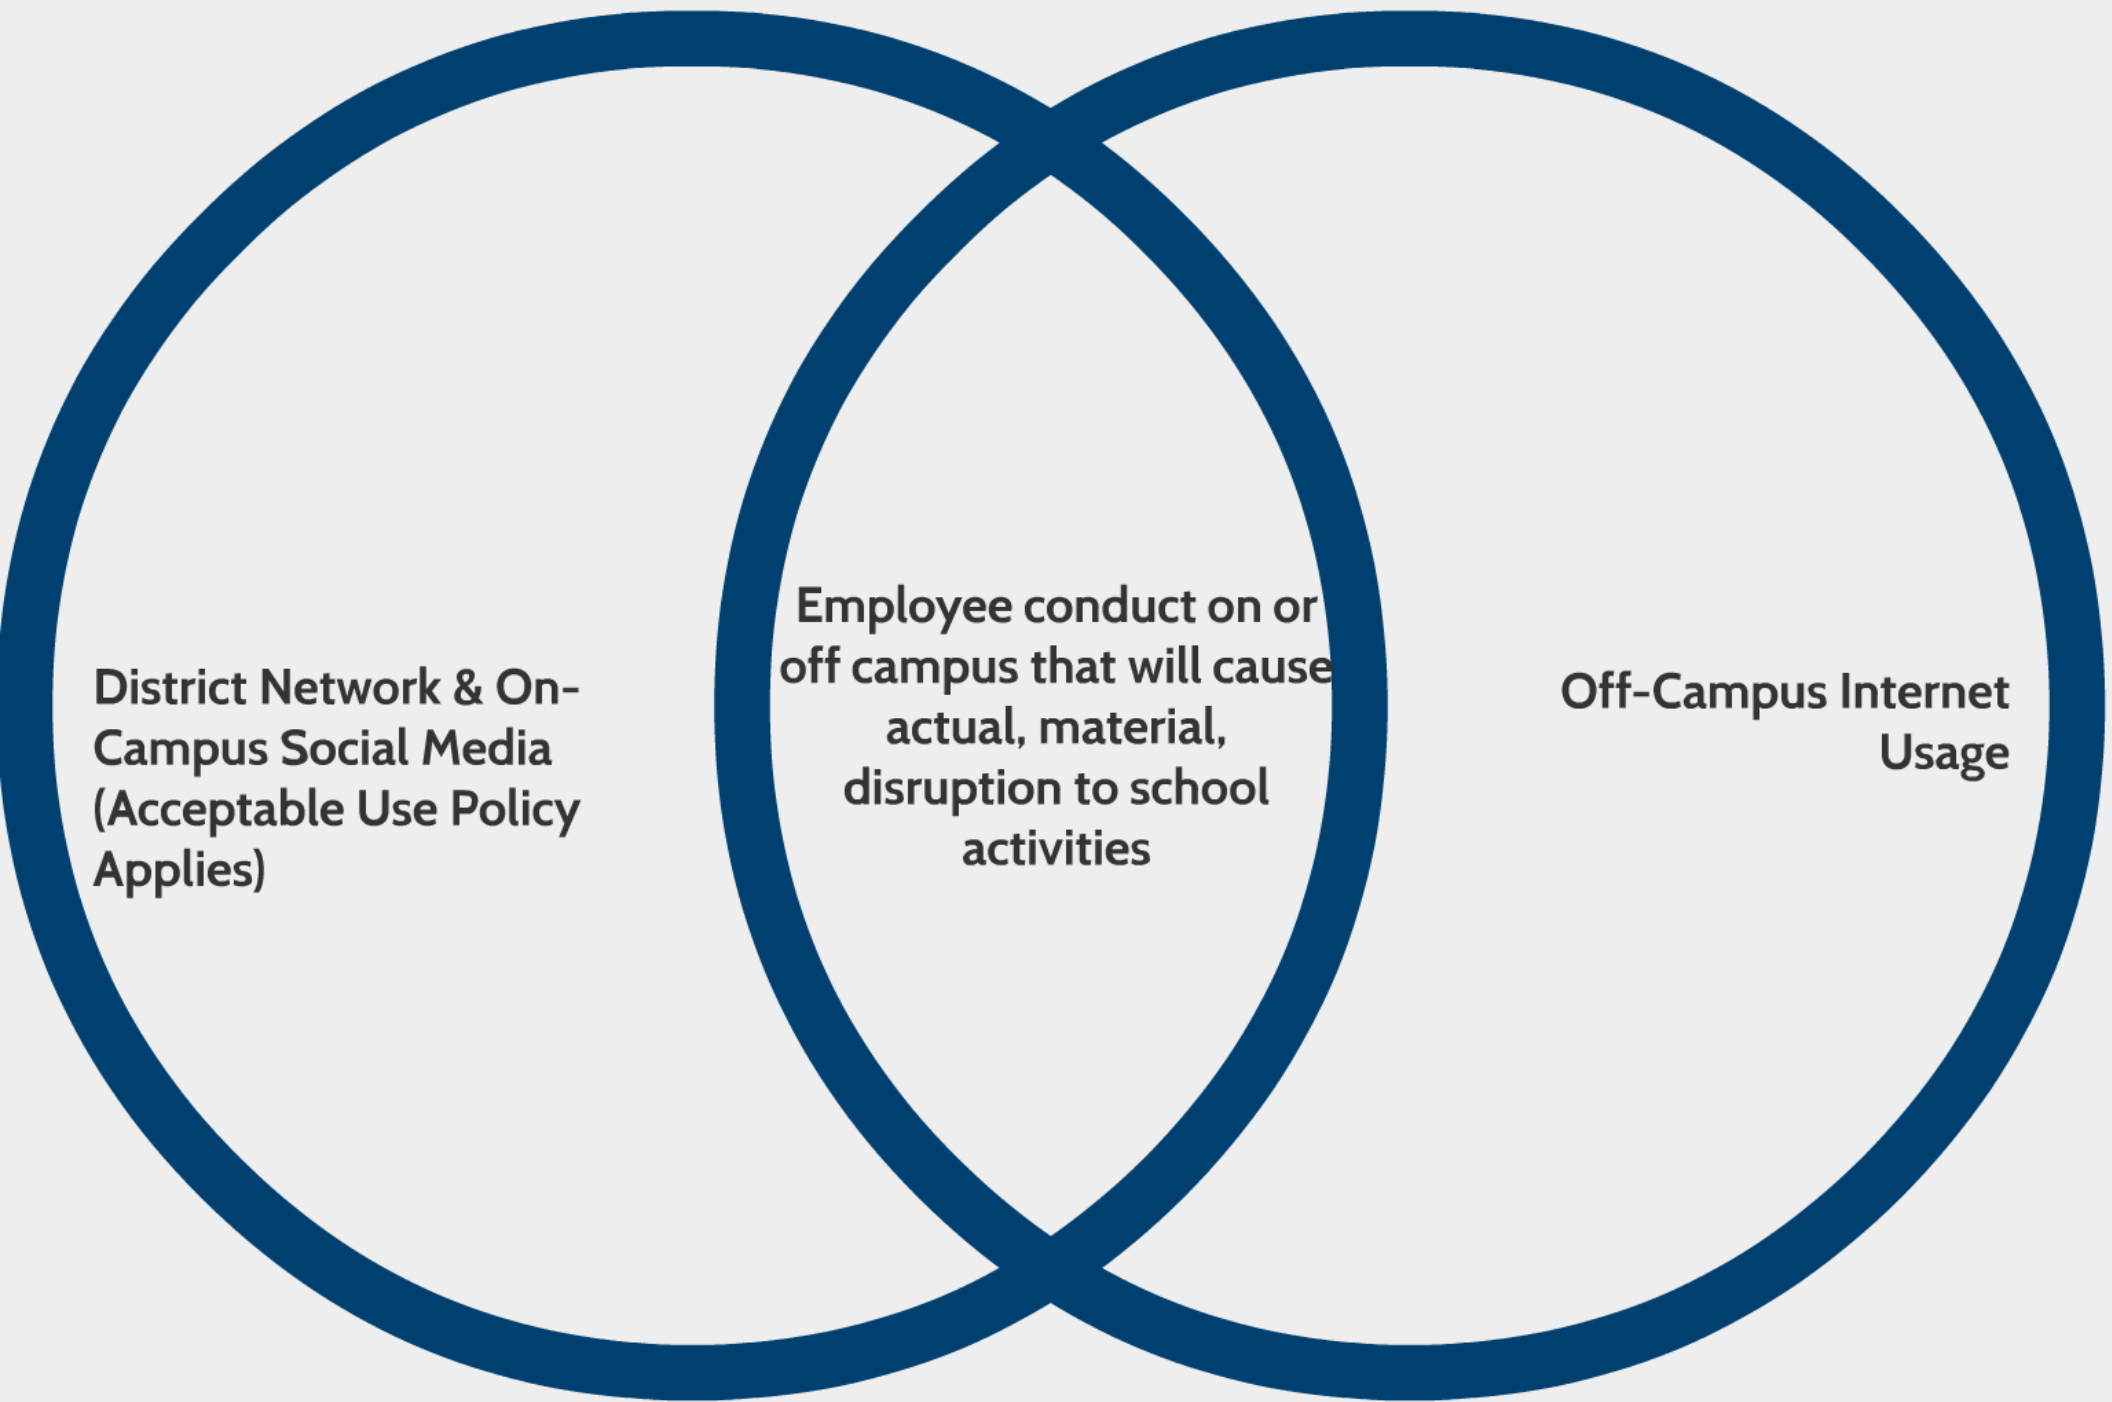 District Network & On-
Campus Social Media
(Acceptable Use Policy
Applies)
Employee conduct on or
off campus that will cause
actual, material,
disruption to school
activities
Off-Campus Internet
Usage